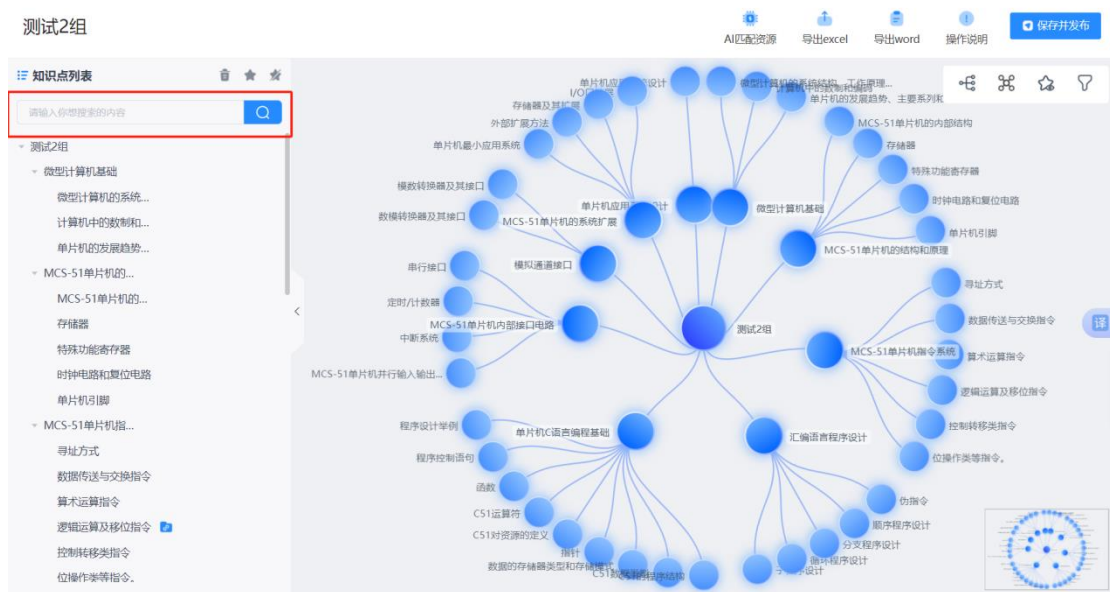 测试2组
AI匹配资源
导出excel
导出word
操作说明
保存并发布
知识点列表
请输入你想搜索的内容
测试2组
微型计算机基础
微型计算机的系统...
计算机中的数制和...
单片机的发展趋势...
MCS-51单片机的...
MCS-51单片机的...
存储器
特殊功能寄存器
时钟电路和复位电路
单片机引脚
MCS-51单片机指...
寻址方式
数据传送与交换指令
算术运算指令
逻辑运算及移位指令
控制转移类指令
位操作类等指令。
微型计算机的系统结构、工作原理...
计算机中的数制和编码
单片机的发展趋势、主要系列和
MCS-51单片机的内部结构
存储器
特殊功能寄存器
时钟电路和复位电路
单片机引脚
微型计算机基础
MCS-51单片机的结构和原理
寻址方式
数据传送与交换指令
MCS-51单片机指令系统
算术运算指令
逻辑运算及移位指令
控制转移类指令
位操作类等指令。
汇编语言程序设计
伪指令
顺序程序设计
分支程序设计
循环程序设计
测试2组
存储器及其扩展
外部扩展方法
单片机最小应用系统
MCS-51单片机的系统扩展
模数转换器及其接口
数模转换器及其接口
模拟通道接口
串行接口
定时/计数器
MCS-51单片机内部接口电路
中断系统
MCS-51单片机并行输入输出...
单片机C语言编程基础
程序设计举例
程序控制语句
函数
C51运算符
C51对资源的定义
指针
数据的存储器类型和存储模式
译